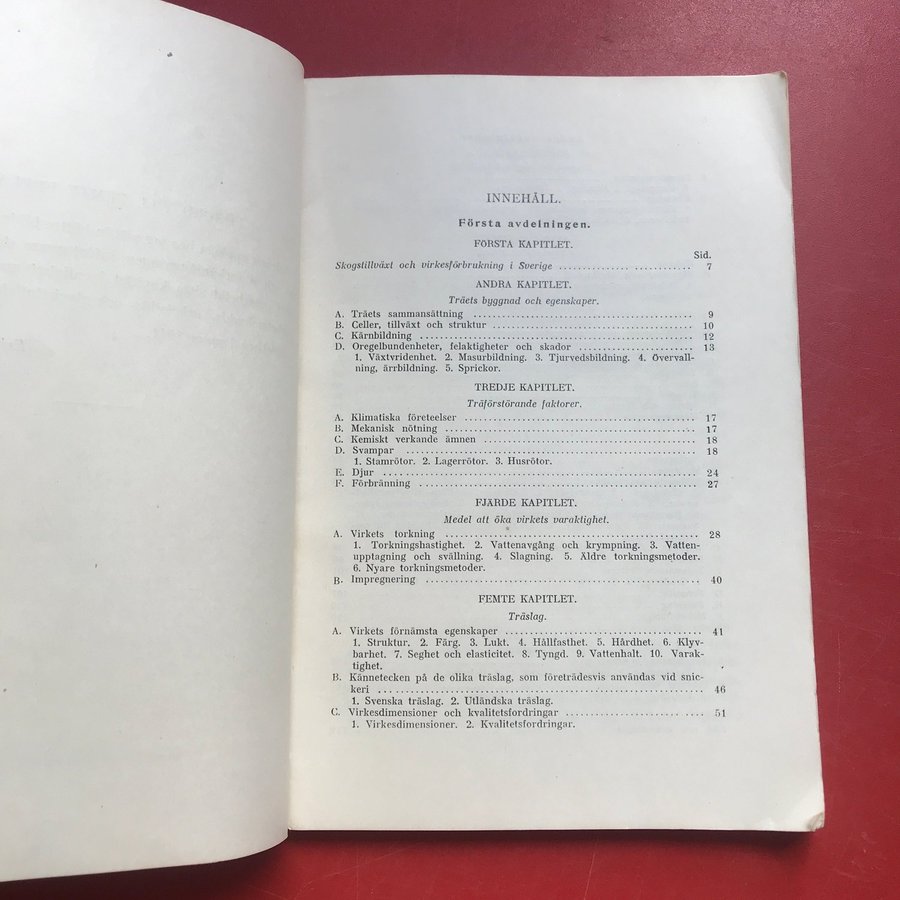 INNEHÅLL.
Första avdelningen.
FÖRSTA KAPITLET.
Sid.
Skogstillväxt och virkesförbrukning i Sverige .............. ............ 7
ANDRA KAPITLET.
Träets byggnad och egenskaper.
A. Träets sammansättning ................................................ 9
B. Celler, tillväxt och struktur ............................................ 10
C. Kärnbildning ............................................................ 12
D. Oregelbundenheter, felaktigheter och skador ......................... 13
1. Växtvridenhet. 2. Masurbildning. 3. Tjurvedsbildning. 4. Övervall-
ning, ärrbildning. 5. Sprickor.
TREDJE KAPITLET.
Träförstörande faktorer.
A. Klimatiska företeelser .................................................. 17
B. Mekanisk nötning ...................................................... 17
C. Kemiskt verkande ämnen .............................................. 18
D. Svampar ................................................................ 18
1. Stamrötor. 2. Lagerrötor. 3. Husrötor.
E. Djur .................................................................... 24
F. Förbränning ............................................................ 27
FJÄRDE KAPITLET.
Medel att öka virkets varaktighet.
A. Virkets torkning ........................................................ 28
1. Torkningshastighet. 2. Vattenavgång och krympning. 3. Vatten-
upptagning och svällning. 4. Slagning. 5. Äldre torkningsmetoder.
6. Nyare torkningsmetoder.
B. Impregnering .......................................................... 40
FEMTE KAPITLET.
Träslag.
A. Virkets förnämsta egenskaper .......................................... 41
1. Struktur. 2. Färg. 3. Lukt. 4. Hållfasthet. 5. Hårdhet. 6. Klyv-
barhet. 7. Seghet och elasticitet. 8. Tyngd. 9. Vattenhalt. 10. Varak-
tighet.
B. Kännetecken på de olika träslag, som företrädesvis användas vid snic-
keri .................................................................... 46
1. Svenska träslag. 2. Utländska träslag.
C. Virkesdimensioner och kvalitetsfordringar ........................ .... 51
1. Virkesdimensioner. 2. Kvalitetsfordringar.